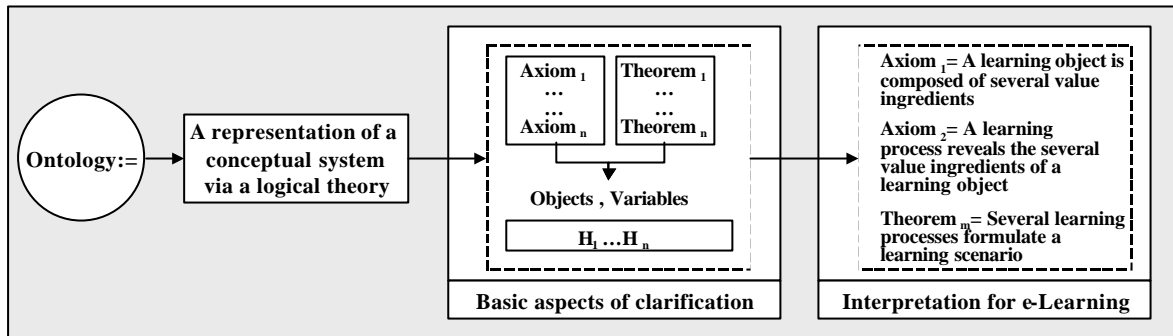 Ontology:=
A representation of a
conceptual system
via a logical theory
Axiom 1
...
...
Axiom n
Theorem 1
...
...
Theorem n
Objects , Variables
H1 ...Hn
Basic aspects of clarification
Axiom 1= A learning object is
composed of several value
ingredients
Axiom 2= A learning
process reveals the several
value ingredients of a
learning object
Theorem m= Several learning
processes formulate a
learning scenario
Interpretation for e-Learning